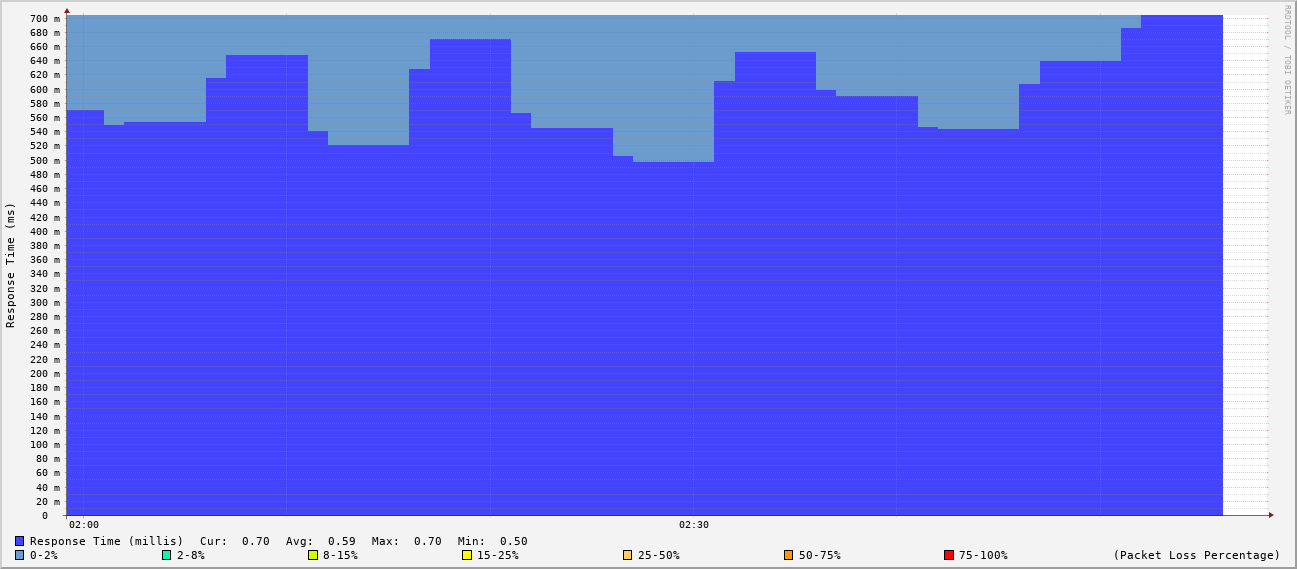 RRDTOOL / TOBI OETIKER
Response Time (ms)
700 m
680 m
660 m
640 m
620 m
600 m
580 m
560 m
540 m
520 m
500 m
480 m
460 m
440 m
420 m
400 m
380 m
360 m
340 m
320 m
300 m
280 m
260 m
240 m
220 m
200 m
180 m
160 m
140 m
120 m
100 m
80 m
60 m
40 m
20 m
0
02:00 02:30
Response Time (millis) Cur: 0.70 Avg: 0.59 Max: 0.70 Min: 0.50
0-2% 2-8% 8-15% 15-25% 25-50% 50-75% 75-100% (Packet Loss Percentage)